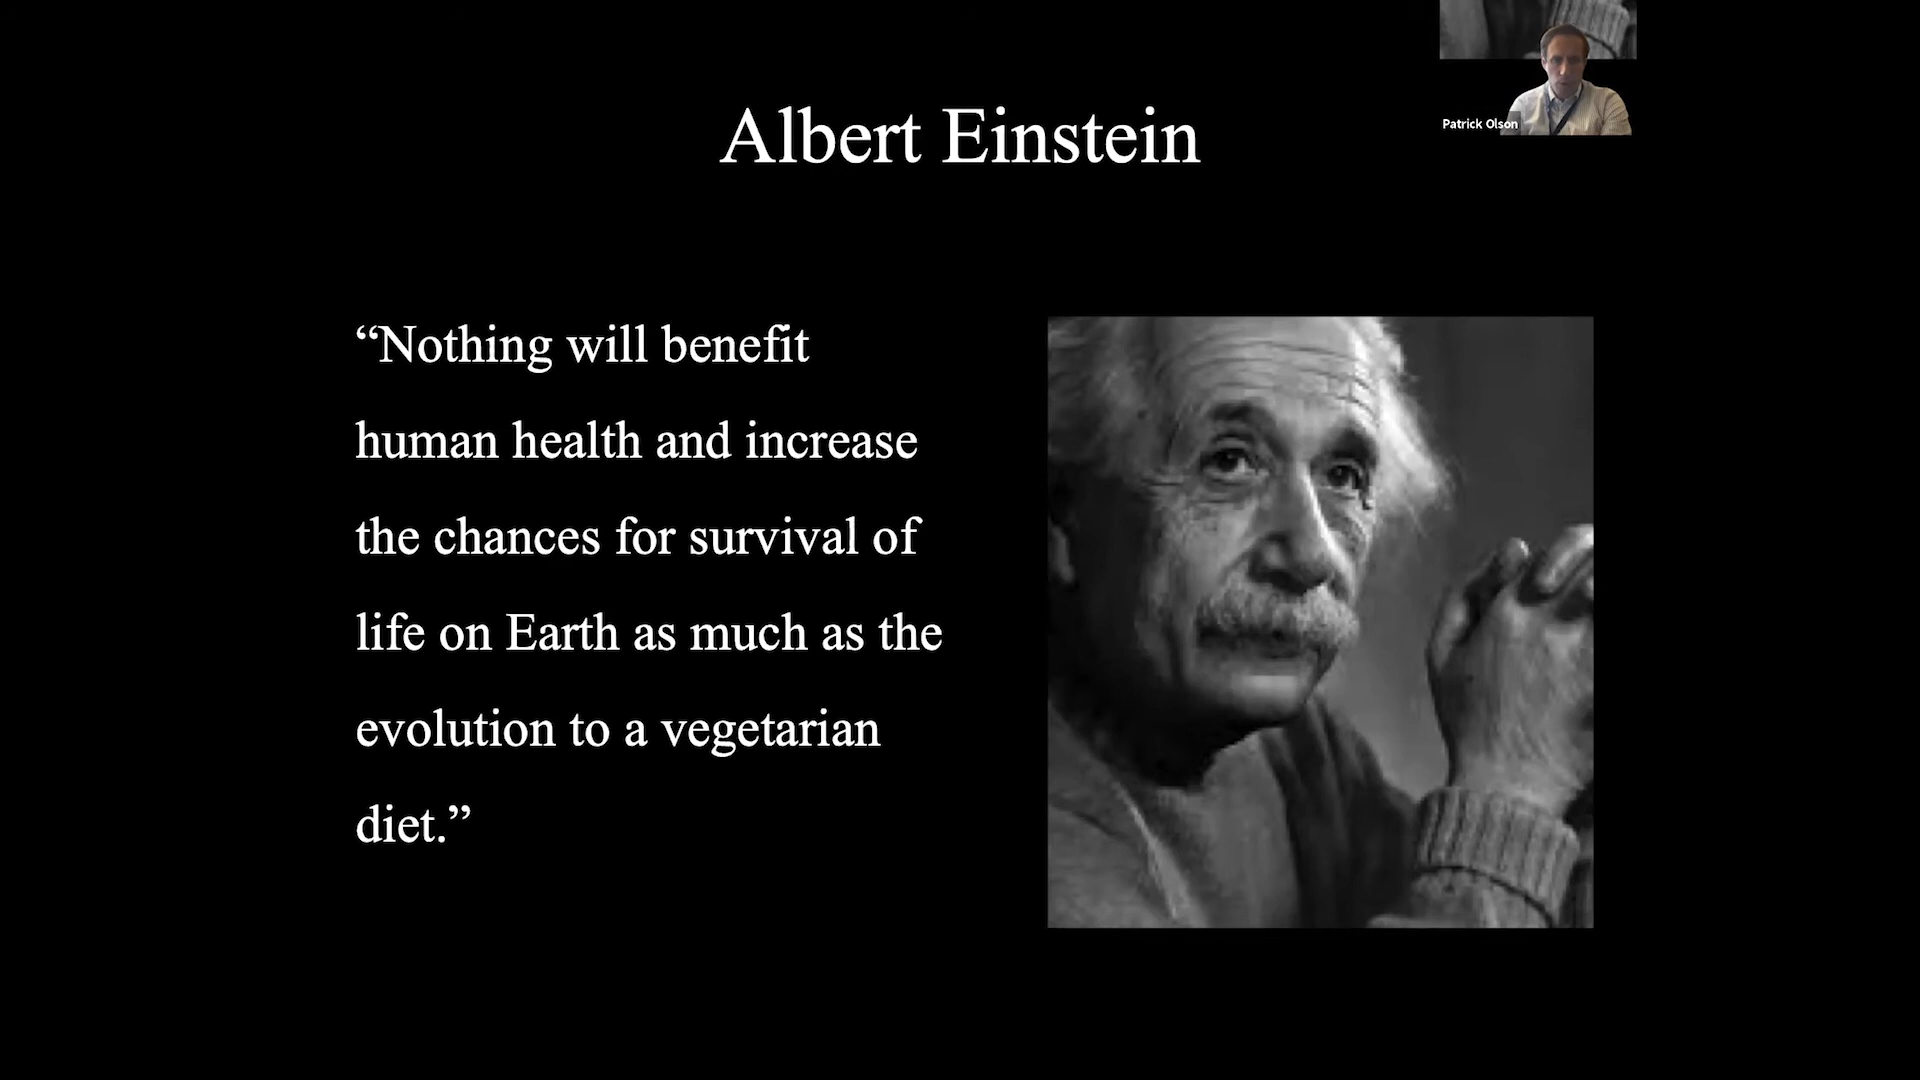 Patrick Olson
Albert Einstein
“Nothing will benefit
human health and increase
the chances for survival of
life on Earth as much as the
evolution to a vegetarian
diet.”